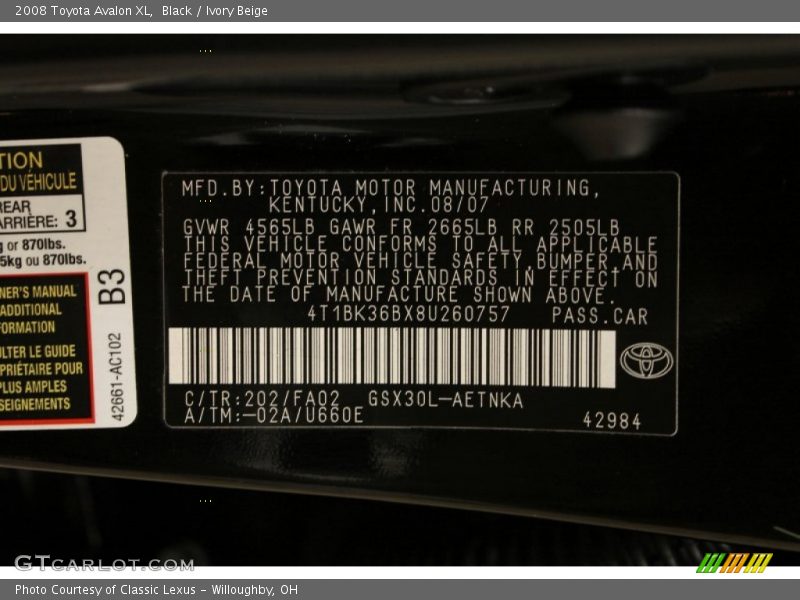 2008 Toyota Avalon XL, Black / Ivory Beige
TION
DU VÉHICULE
REAR
ARRIÈRE: 3
g or 870lbs.
5kg ou 870lbs.
NER'S MANUAL
ADDITIONAL
FORMATION
ULTER LE GUIDE
PRIÉTAIRE POUR
PLUS AMPLES
SEIGNEMENTS
B3
42661-AC102
MFD.BY:TOYOTA MOTOR MANUFACTURING,
KENTUCKY,INC.08/07
GVWR 4565LB GAWR FR 2665LB RR 2505LB
THIS VEHICLE CONFORMS TO ALL APPLICABLE
FEDERAL MOTOR VEHICLE SAFETY,BUMPER,AND
THEFT PREVENTION STANDARDS IN EFFECT ON
THE DATE OF MANUFACTURE SHOWN ABOVE.
4T1BK36BX8U260757 PASS.CAR
C/TR:202/FA02 GSX30L-AETNKA
A/TM:-02A/U660E
42984
GTCARLOT.COM
Photo Courtesy of Classic Lexus - Willoughby, OH